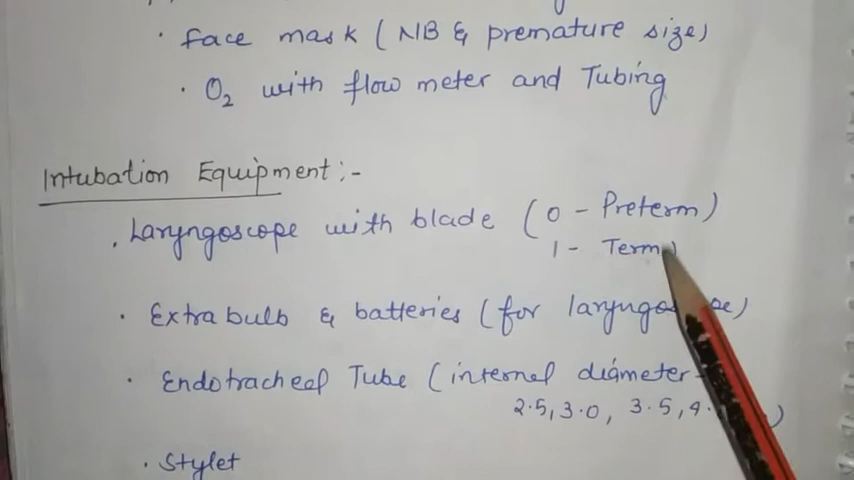 · Face mask (NB & premature size)
· O₂ with flow meter and Tubing
Intubation Equipment:-
· Laryngoscope with blade (0 - Preterm)
1 - Term)
· Extra bulb & batteries (for
· Endotracheal Tube (internal diameter-
2.5, 3.0, 3.5, 4.
· Stylet